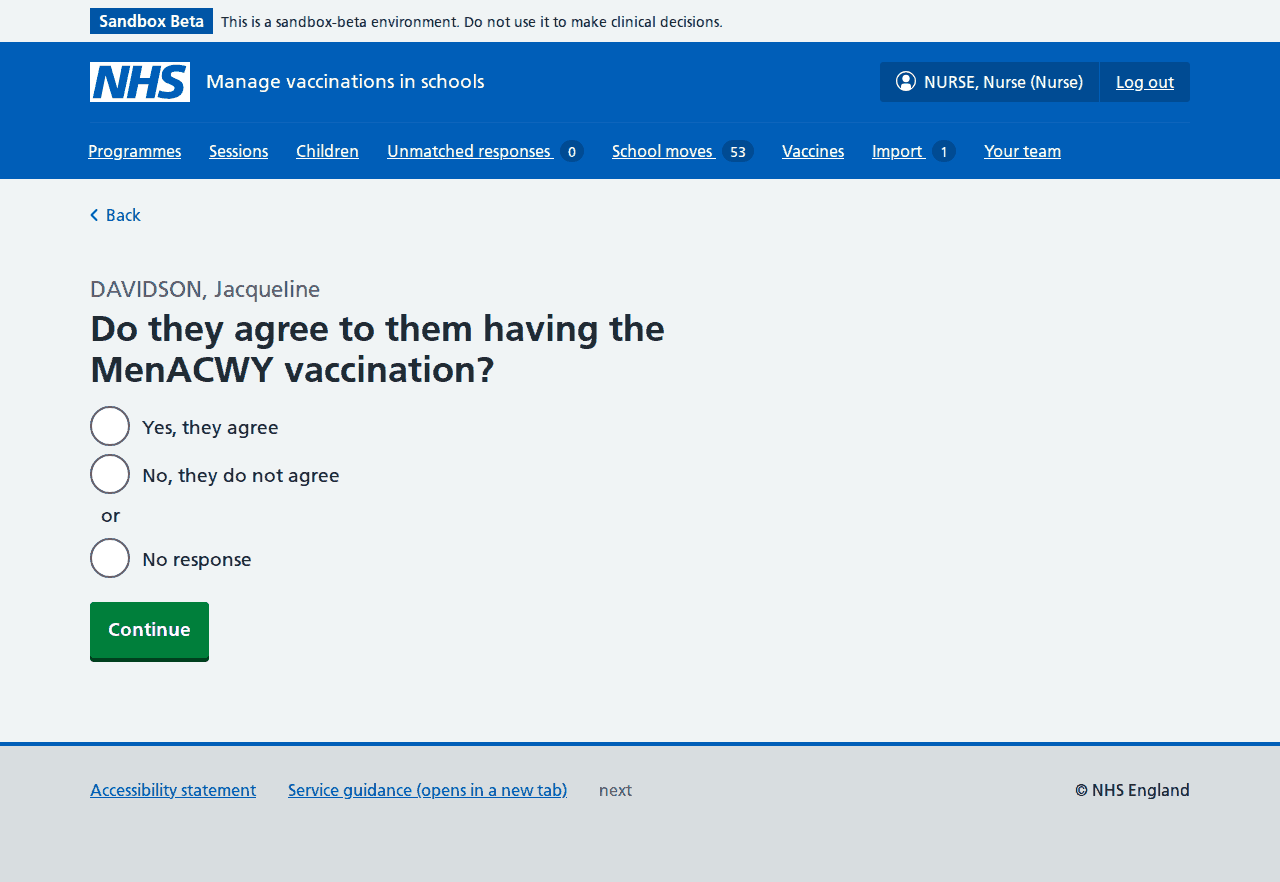 Sandbox Beta This is a sandbox-beta environment. Do not use it to make clinical decisions.
NHS Manage vaccinations in schools NURSE, Nurse (Nurse) Log out
Programmes Sessions Children Unmatched responses 0 School moves 53 Vaccines Import 1 Your team
Back
DAVIDSON, Jacqueline
Do they agree to them having the
MenACWY vaccination?
Yes, they agree
No, they do not agree
or
No response
Continue
Accessibility statement Service guidance (opens in a new tab) next © NHS England